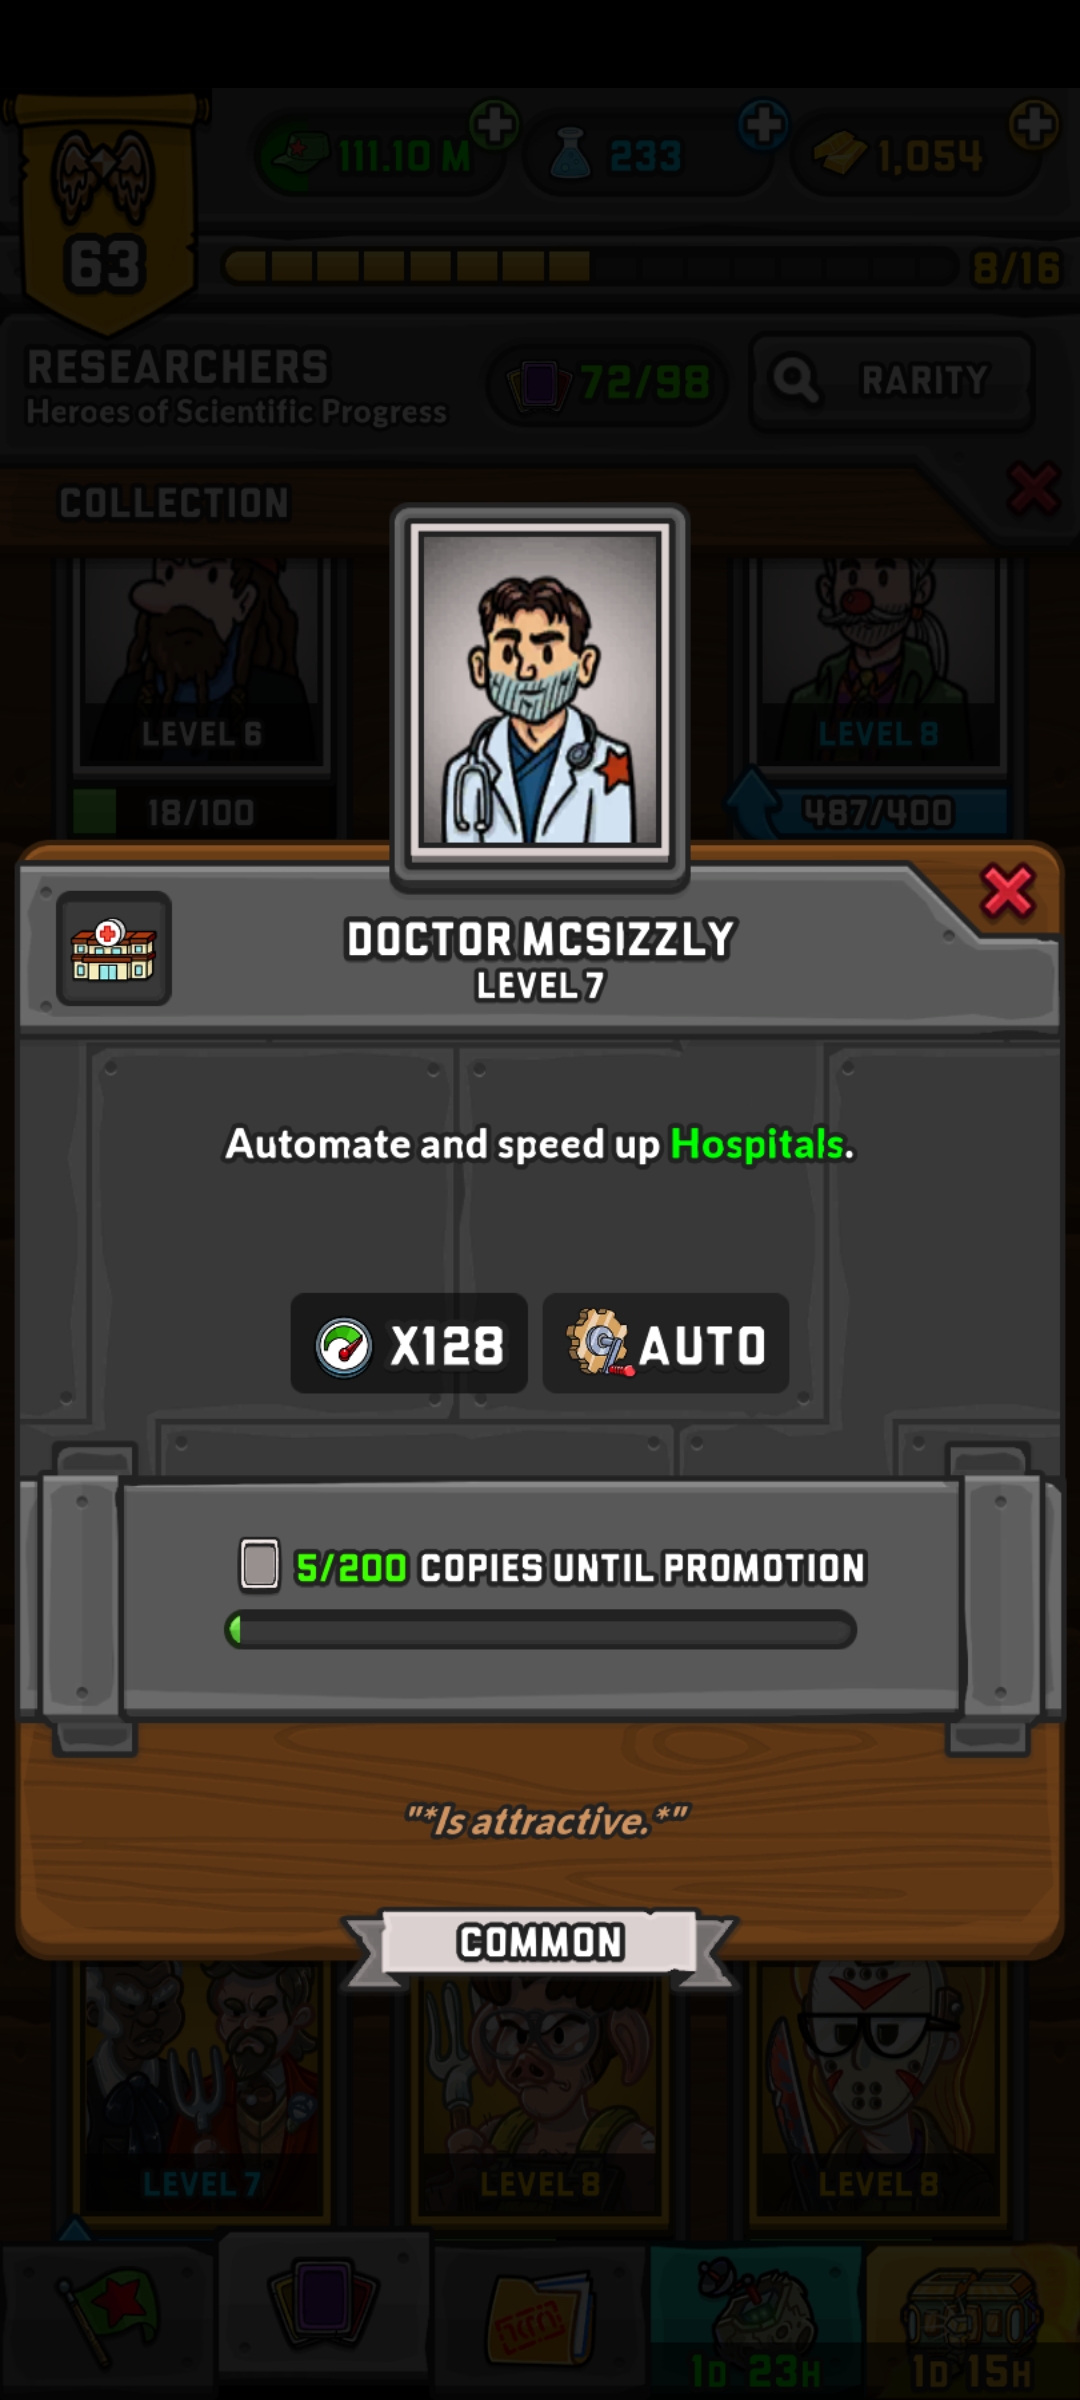 111.10 M
233
1,054
63
8/16
RESEARCHERS
Heroes of Scientific Progress
72/98
RARITY
COLLECTION
LEVEL 6
LEVEL 8
18/100
487/400
DOCTOR MCSIZZLY
LEVEL 7
Automate and speed up Hospitals.
X128
AUTO
5/200 COPIES UNTIL PROMOTION
"*Is attractive.*"
COMMON
LEVEL 7
LEVEL 8
LEVEL 8
1D 23H
1D 15H